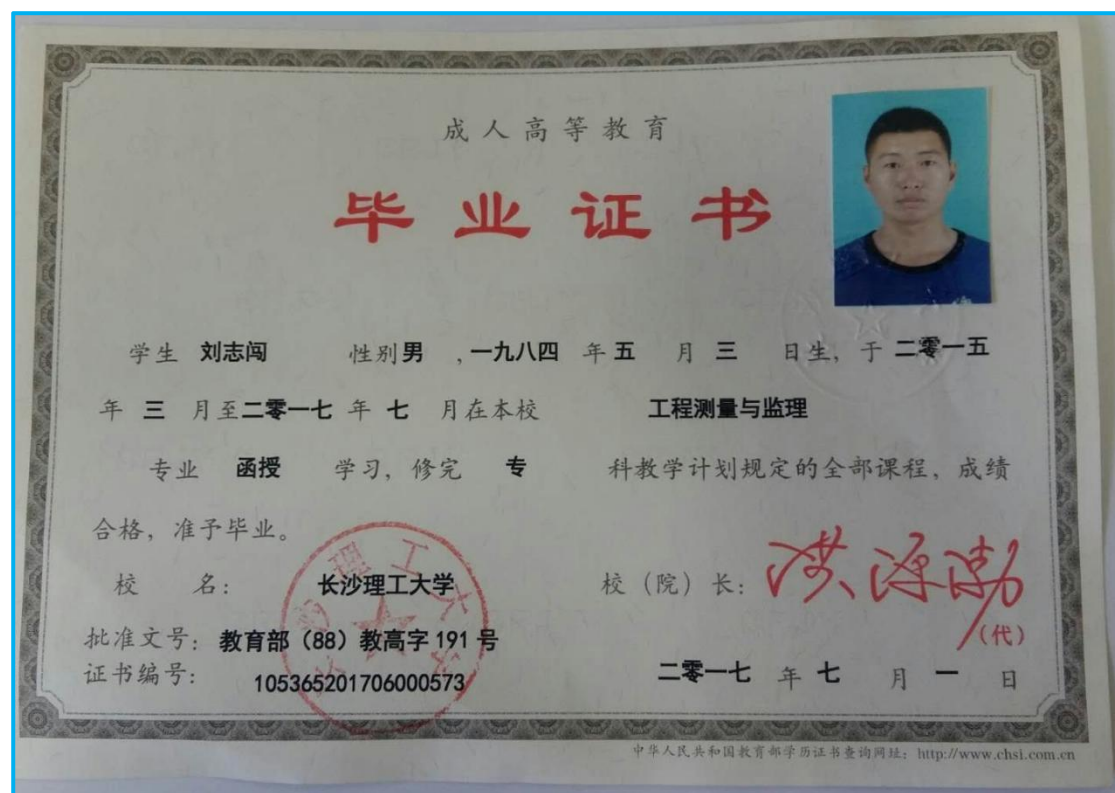 成人高等教育
毕业证书
学生 刘志闯 性别 男 ，一九八四 年 五 月 三 日生，于 二零一五
年 三 月至 二零一七 年 七 月在本校 工程测量与监理
专业 函授 学习，修完 专 科教学计划规定的全部课程，成绩
合格，准予毕业。
校 名： 长沙理工大学 校（院）长： 洪源渤
（代）
批准文号：教育部（88）教高字 191 号
证书编号： 105365201706000573 二零一七 年 七 月 一 日
中华人民共和国教育部学历证书查询网址：http://www.chsi.com.cn